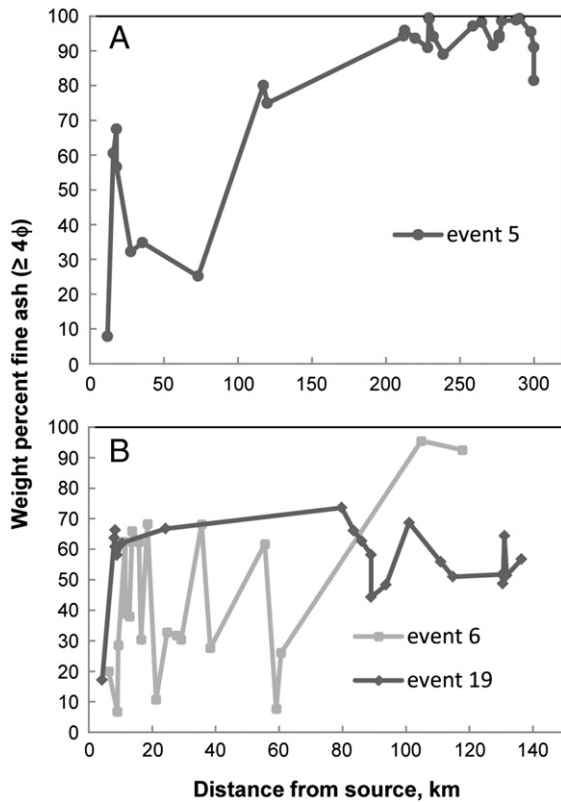 Weight percent fine ash (≥ 4ϕ)
A
100
90
80
70
60
50
40
30
20
10
0
event 5
0 50 100 150 200 250 300
B
100
90
80
70
60
50
40
30
20
10
0
event 6
event 19
0 20 40 60 80 100 120 140
Distance from source, km